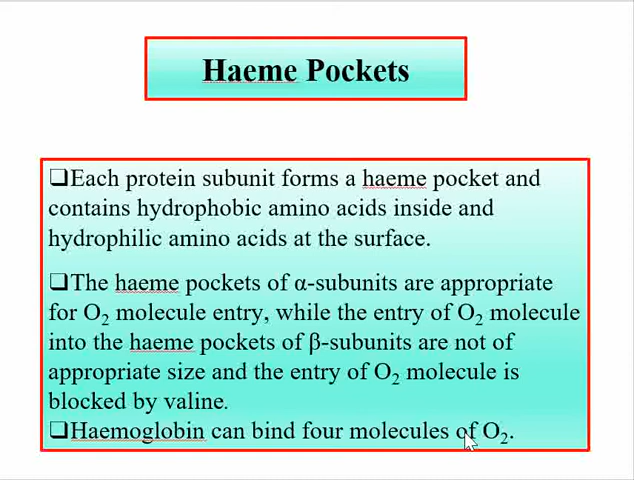 Haeme Pockets
❑Each protein subunit forms a haeme pocket and
contains hydrophobic amino acids inside and
hydrophilic amino acids at the surface.
❑The haeme pockets of α-subunits are appropriate
for O₂ molecule entry, while the entry of O₂ molecule
into the haeme pockets of β-subunits are not of
appropriate size and the entry of O₂ molecule is
blocked by valine.
❑Haemoglobin can bind four molecules of O₂.